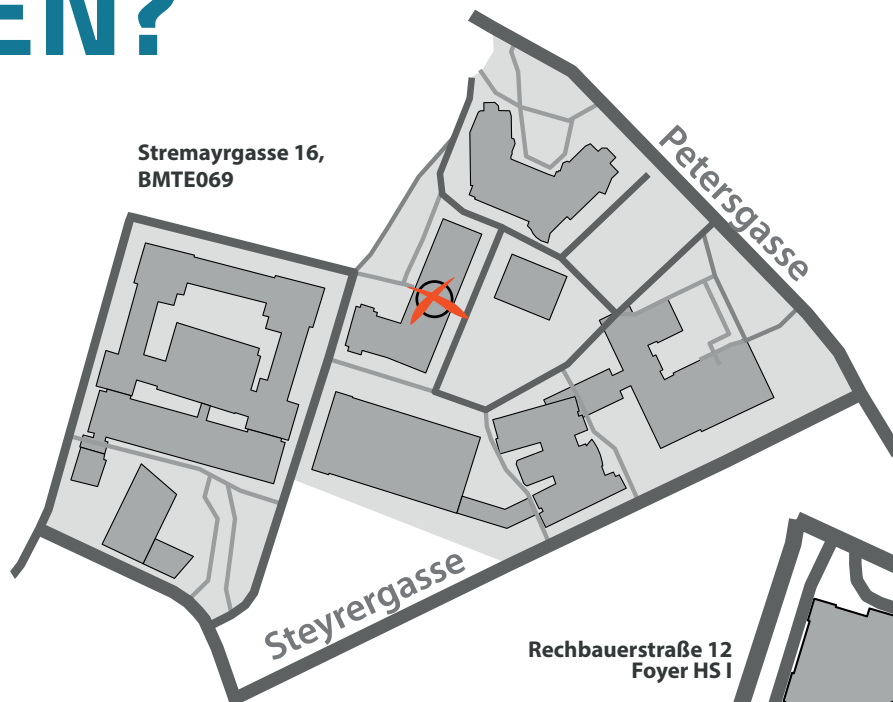 EN?
Stremayrgasse 16,
BMTE069
Petersgasse
Steyrergasse
Rechbauerstraße 12
Foyer HS I